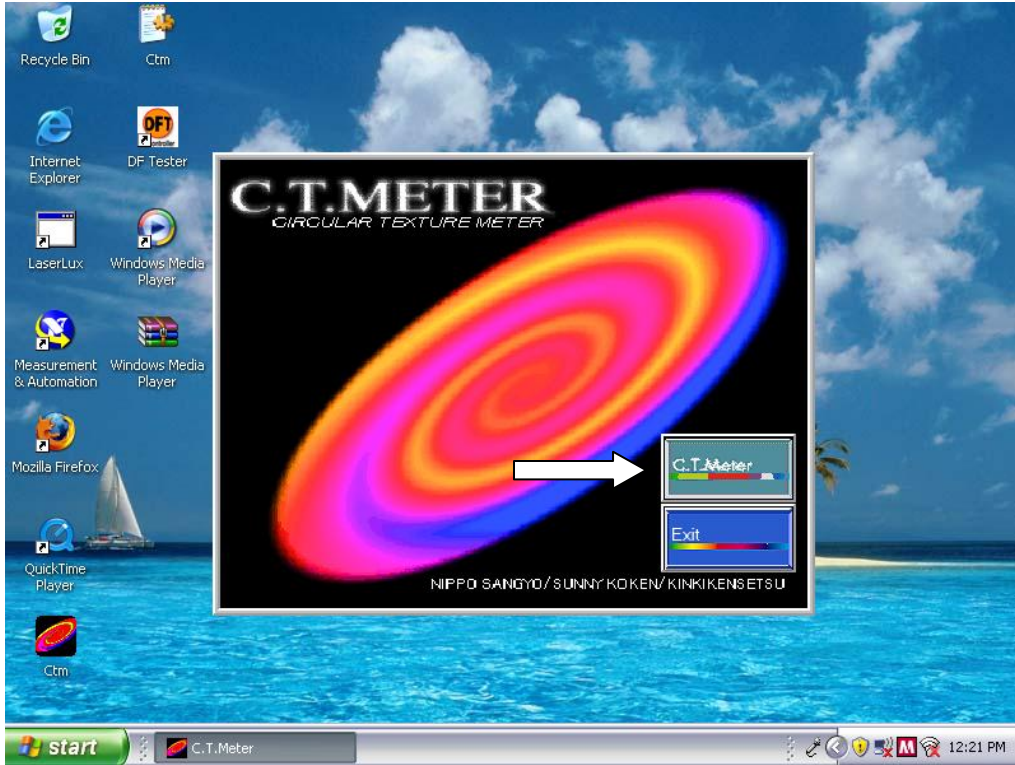 Recycle Bin
Ctm
Internet
Explorer
DFT
DF Tester
LaserLux
Windows Media
Player
Measurement
& Automation
Windows Media
Player
Mozilla Firefox
QuickTime
Player
Ctm
C.T.METER
CIRCULAR TEXTURE METER
C.T.Meter
Exit
NIPPO SANGYO/ SUNNY KOKEN/ KINKIKENSETSU
start
C.T.Meter
12:21 PM